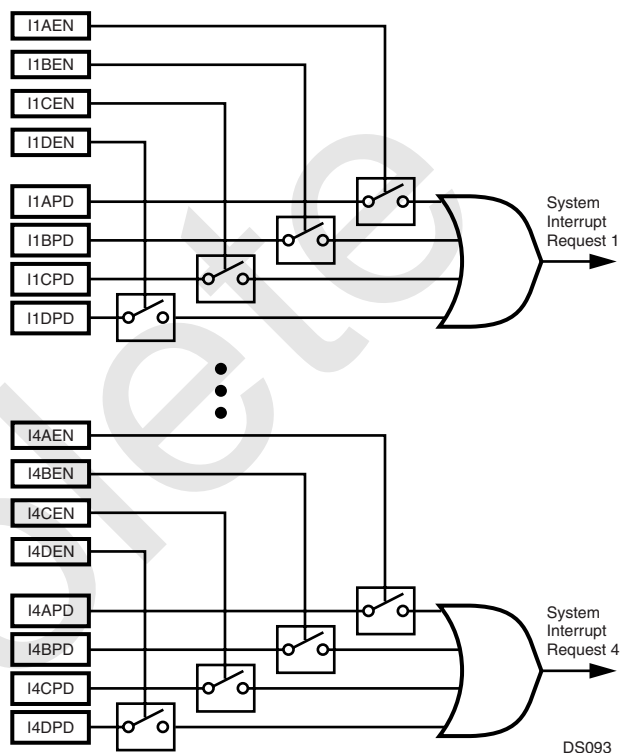 I1AEN
I1BEN
I1CEN
I1DEN
I1APD
I1BPD
I1CPD
I1DPD
System
Interrupt
Request 1
I4AEN
I4BEN
I4CEN
I4DEN
I4APD
I4BPD
I4CPD
I4DPD
System
Interrupt
Request 4
DS093
olete